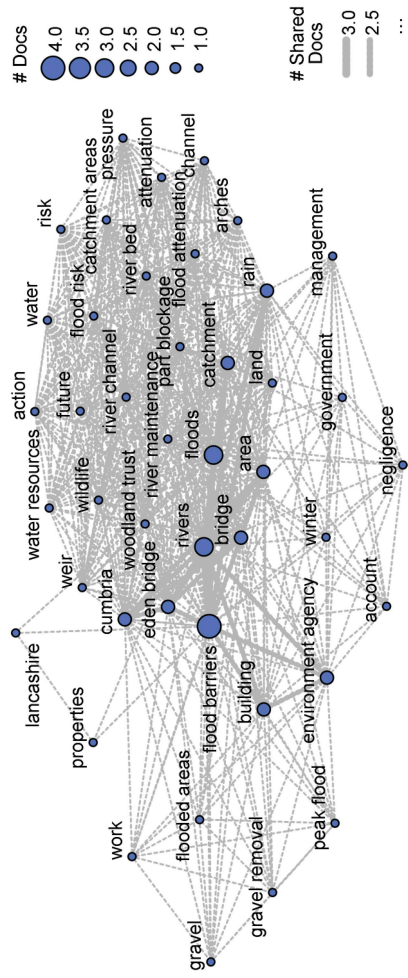 lancashire
water resources
action
water
risk
properties
weir
wildlife
future
flood risk
catchment areas
pressure
work
cumbria
woodland trust
river channel
river bed
attenuation
eden bridge
river maintenance
part blockage
flood attenuation
channel
gravel
flooded areas
flood barriers
rivers
floods
catchment
arches
gravel removal
building
bridge
area
land
rain
peak flood
environment agency
winter
government
management
account
negligence
# Docs
4.0
3.5
3.0
2.5
2.0
1.5
1.0
# Shared
Docs
3.0
2.5
...